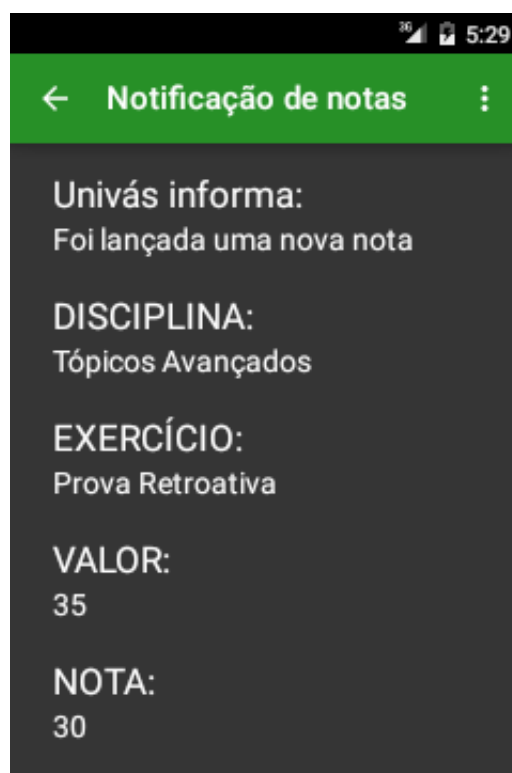 3G 5:29
Notificação de notas
Univás informa:
Foi lançada uma nova nota
DISCIPLINA:
Tópicos Avançados
EXERCÍCIO:
Prova Retroativa
VALOR:
35
NOTA:
30